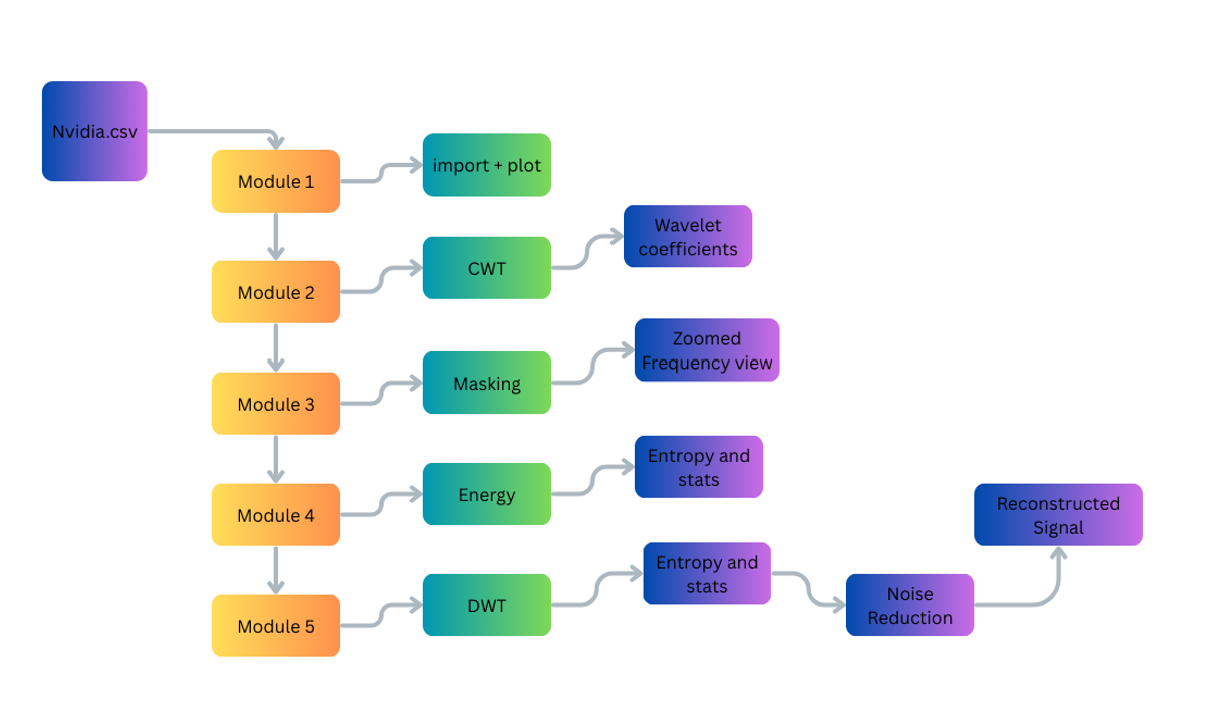 Nvidia.csv
Module 1
import + plot
Module 2
CWT
Wavelet
coefficients
Module 3
Masking
Zoomed
Frequency view
Module 4
Energy
Entropy and
stats
Module 5
DWT
Entropy and
stats
Noise
Reduction
Reconstructed
Signal